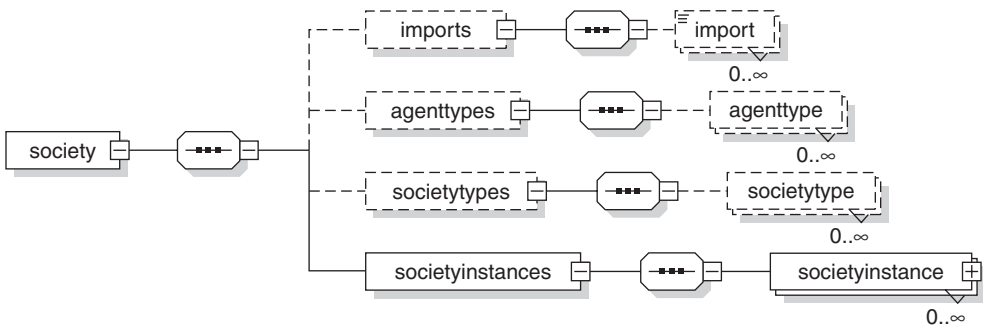 imports
import
0..∞
agenttypes
agenttype
0..∞
society
societytypes
societytype
0..∞
societyinstances
societyinstance
0..∞